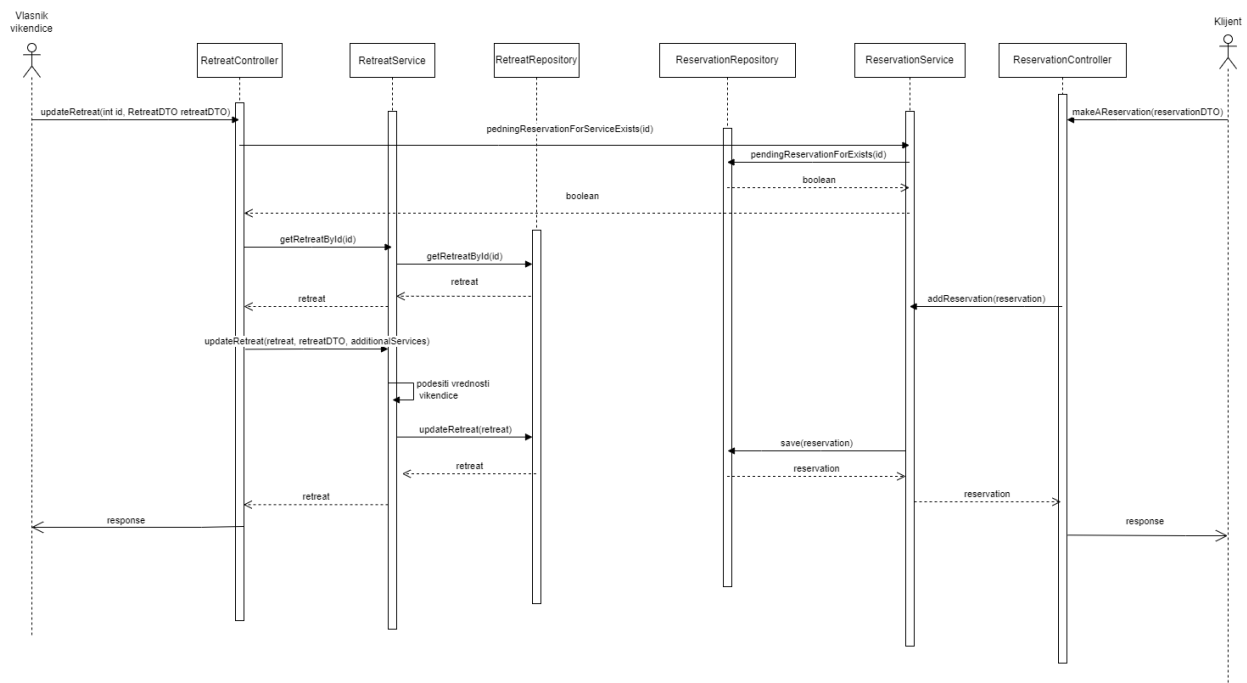 Vlasnik
vikendice
Klijent
RetreatController
RetreatService
RetreatRepository
ReservationRepository
ReservationService
ReservationController
updateRetreat(int id, RetreatDTO retreatDTO)
makeAReservation(reservationDTO)
pedningReservationForServiceExists(id)
pendingReservationForExists(id)
boolean
boolean
getRetreatById(id)
getRetreatById(id)
retreat
retreat
addReservation(reservation)
updateRetreat(retreat, retreatDTO, additionalServices)
podesiti vrednosti
vikendice
updateRetreat(retreat)
save(reservation)
retreat
reservation
retreat
reservation
response
response